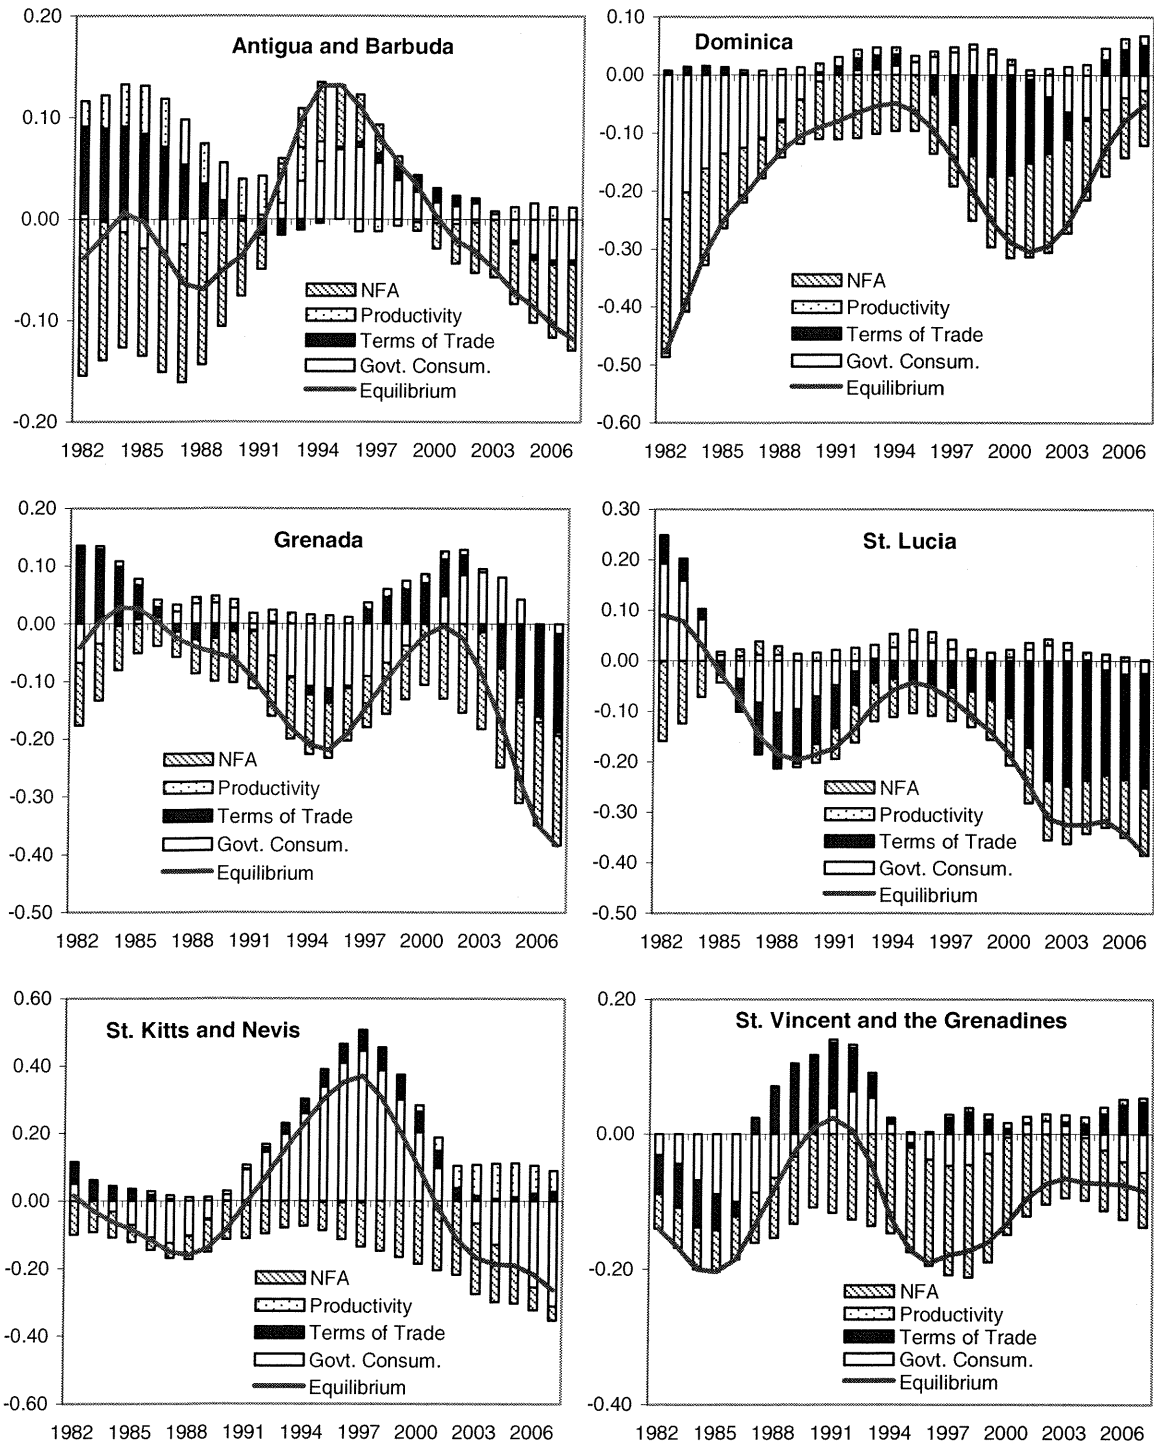 Antigua and Barbuda
0.20
0.10
0.00
-0.10
-0.20
NFA
Productivity
Terms of Trade
Govt. Consum.
Equilibrium
1982 1985 1988 1991 1994 1997 2000 2003 2006
Dominica
0.10
0.00
-0.10
-0.20
-0.30
-0.40
-0.50
-0.60
NFA
Productivity
Terms of Trade
Govt. Consum.
Equilibrium
1982 1985 1988 1991 1994 1997 2000 2003 2006
Grenada
0.20
0.10
0.00
-0.10
-0.20
-0.30
-0.40
-0.50
NFA
Productivity
Terms of Trade
Govt. Consum.
Equilibrium
1982 1985 1988 1991 1994 1997 2000 2003 2006
St. Lucia
0.30
0.20
0.10
0.00
-0.10
-0.20
-0.30
-0.40
-0.50
NFA
Productivity
Terms of Trade
Govt. Consum.
Equilibrium
1982 1985 1988 1991 1994 1997 2000 2003 2006
St. Kitts and Nevis
0.60
0.40
0.20
0.00
-0.20
-0.40
-0.60
NFA
Productivity
Terms of Trade
Govt. Consum.
Equilibrium
1982 1985 1988 1991 1994 1997 2000 2003 2006
St. Vincent and the Grenadines
0.20
0.00
-0.20
-0.40
NFA
Productivity
Terms of Trade
Govt. Consum.
Equilibrium
1982 1985 1988 1991 1994 1997 2000 2003 2006